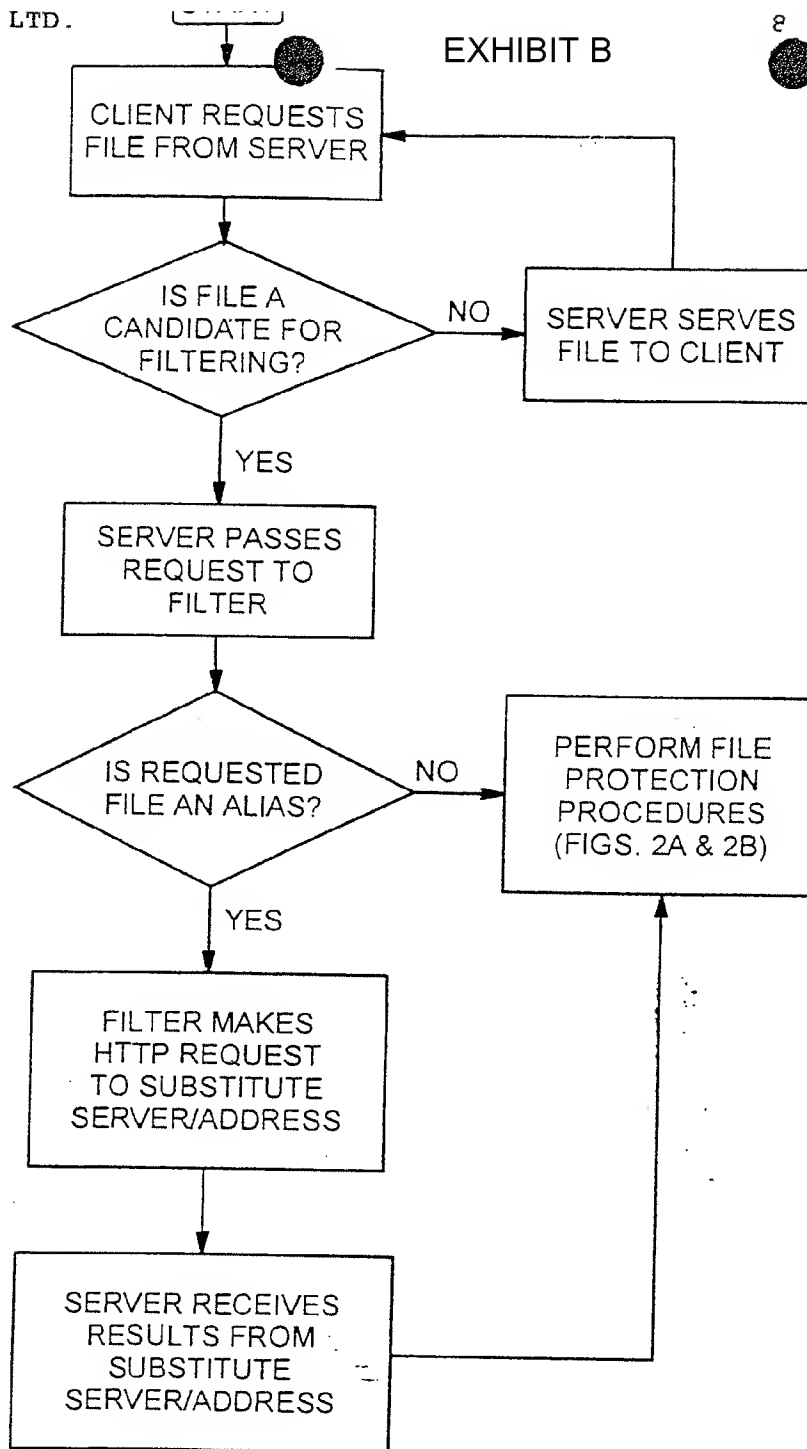 LTD.
EXHIBIT B
CLIENT REQUESTS
FILE FROM SERVER
IS FILE A
CANDIDATE FOR
FILTERING?
NO
SERVER SERVES
FILE TO CLIENT
YES
SERVER PASSES
REQUEST TO
FILTER
IS REQUESTED
FILE AN ALIAS?
NO
PERFORM FILE
PROTECTION
PROCEDURES
(FIGS. 2A & 2B)
YES
FILTER MAKES
HTTP REQUEST
TO SUBSTITUTE
SERVER/ADDRESS
SERVER RECEIVES
RESULTS FROM
SUBSTITUTE
SERVER/ADDRESS